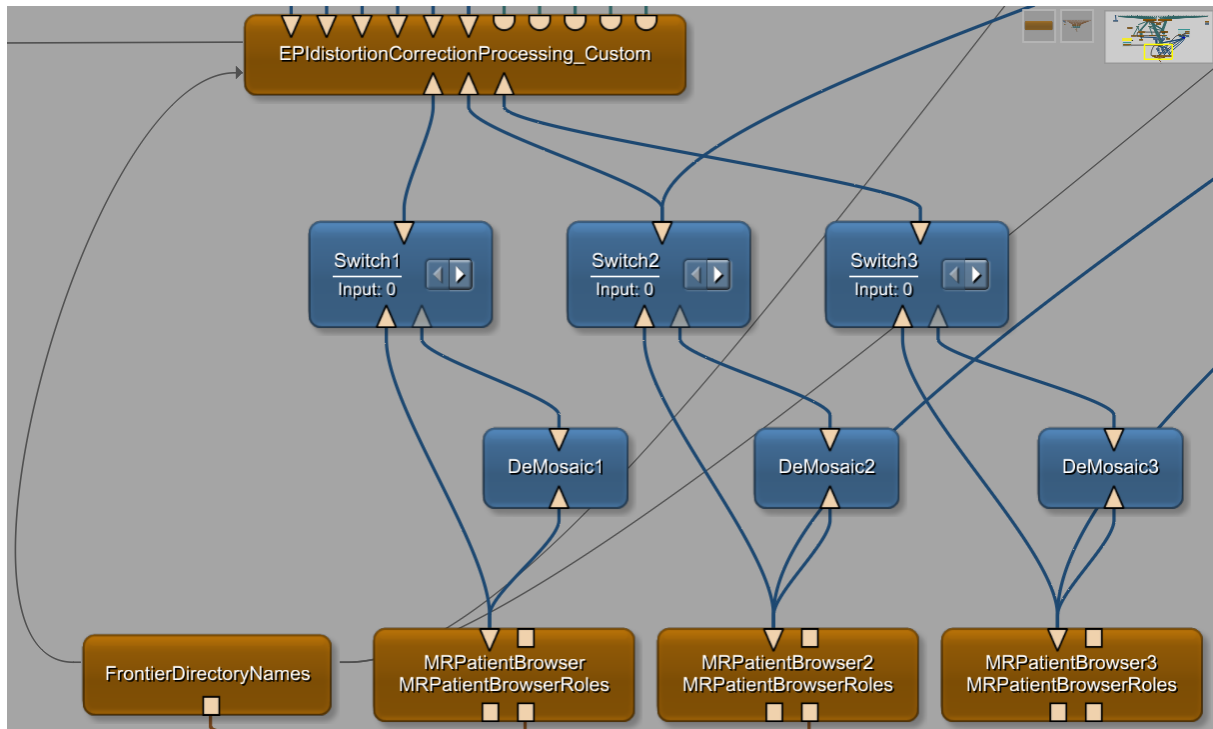 EPIdistortionCorrectionProcessing_Custom
Switch1
Input: 0
Switch2
Input: 0
Switch3
Input: 0
DeMosaic1
DeMosaic2
DeMosaic3
FrontierDirectoryNames
MRPatientBrowser
MRPatientBrowserRoles
MRPatientBrowser2
MRPatientBrowserRoles
MRPatientBrowser3
MRPatientBrowserRoles